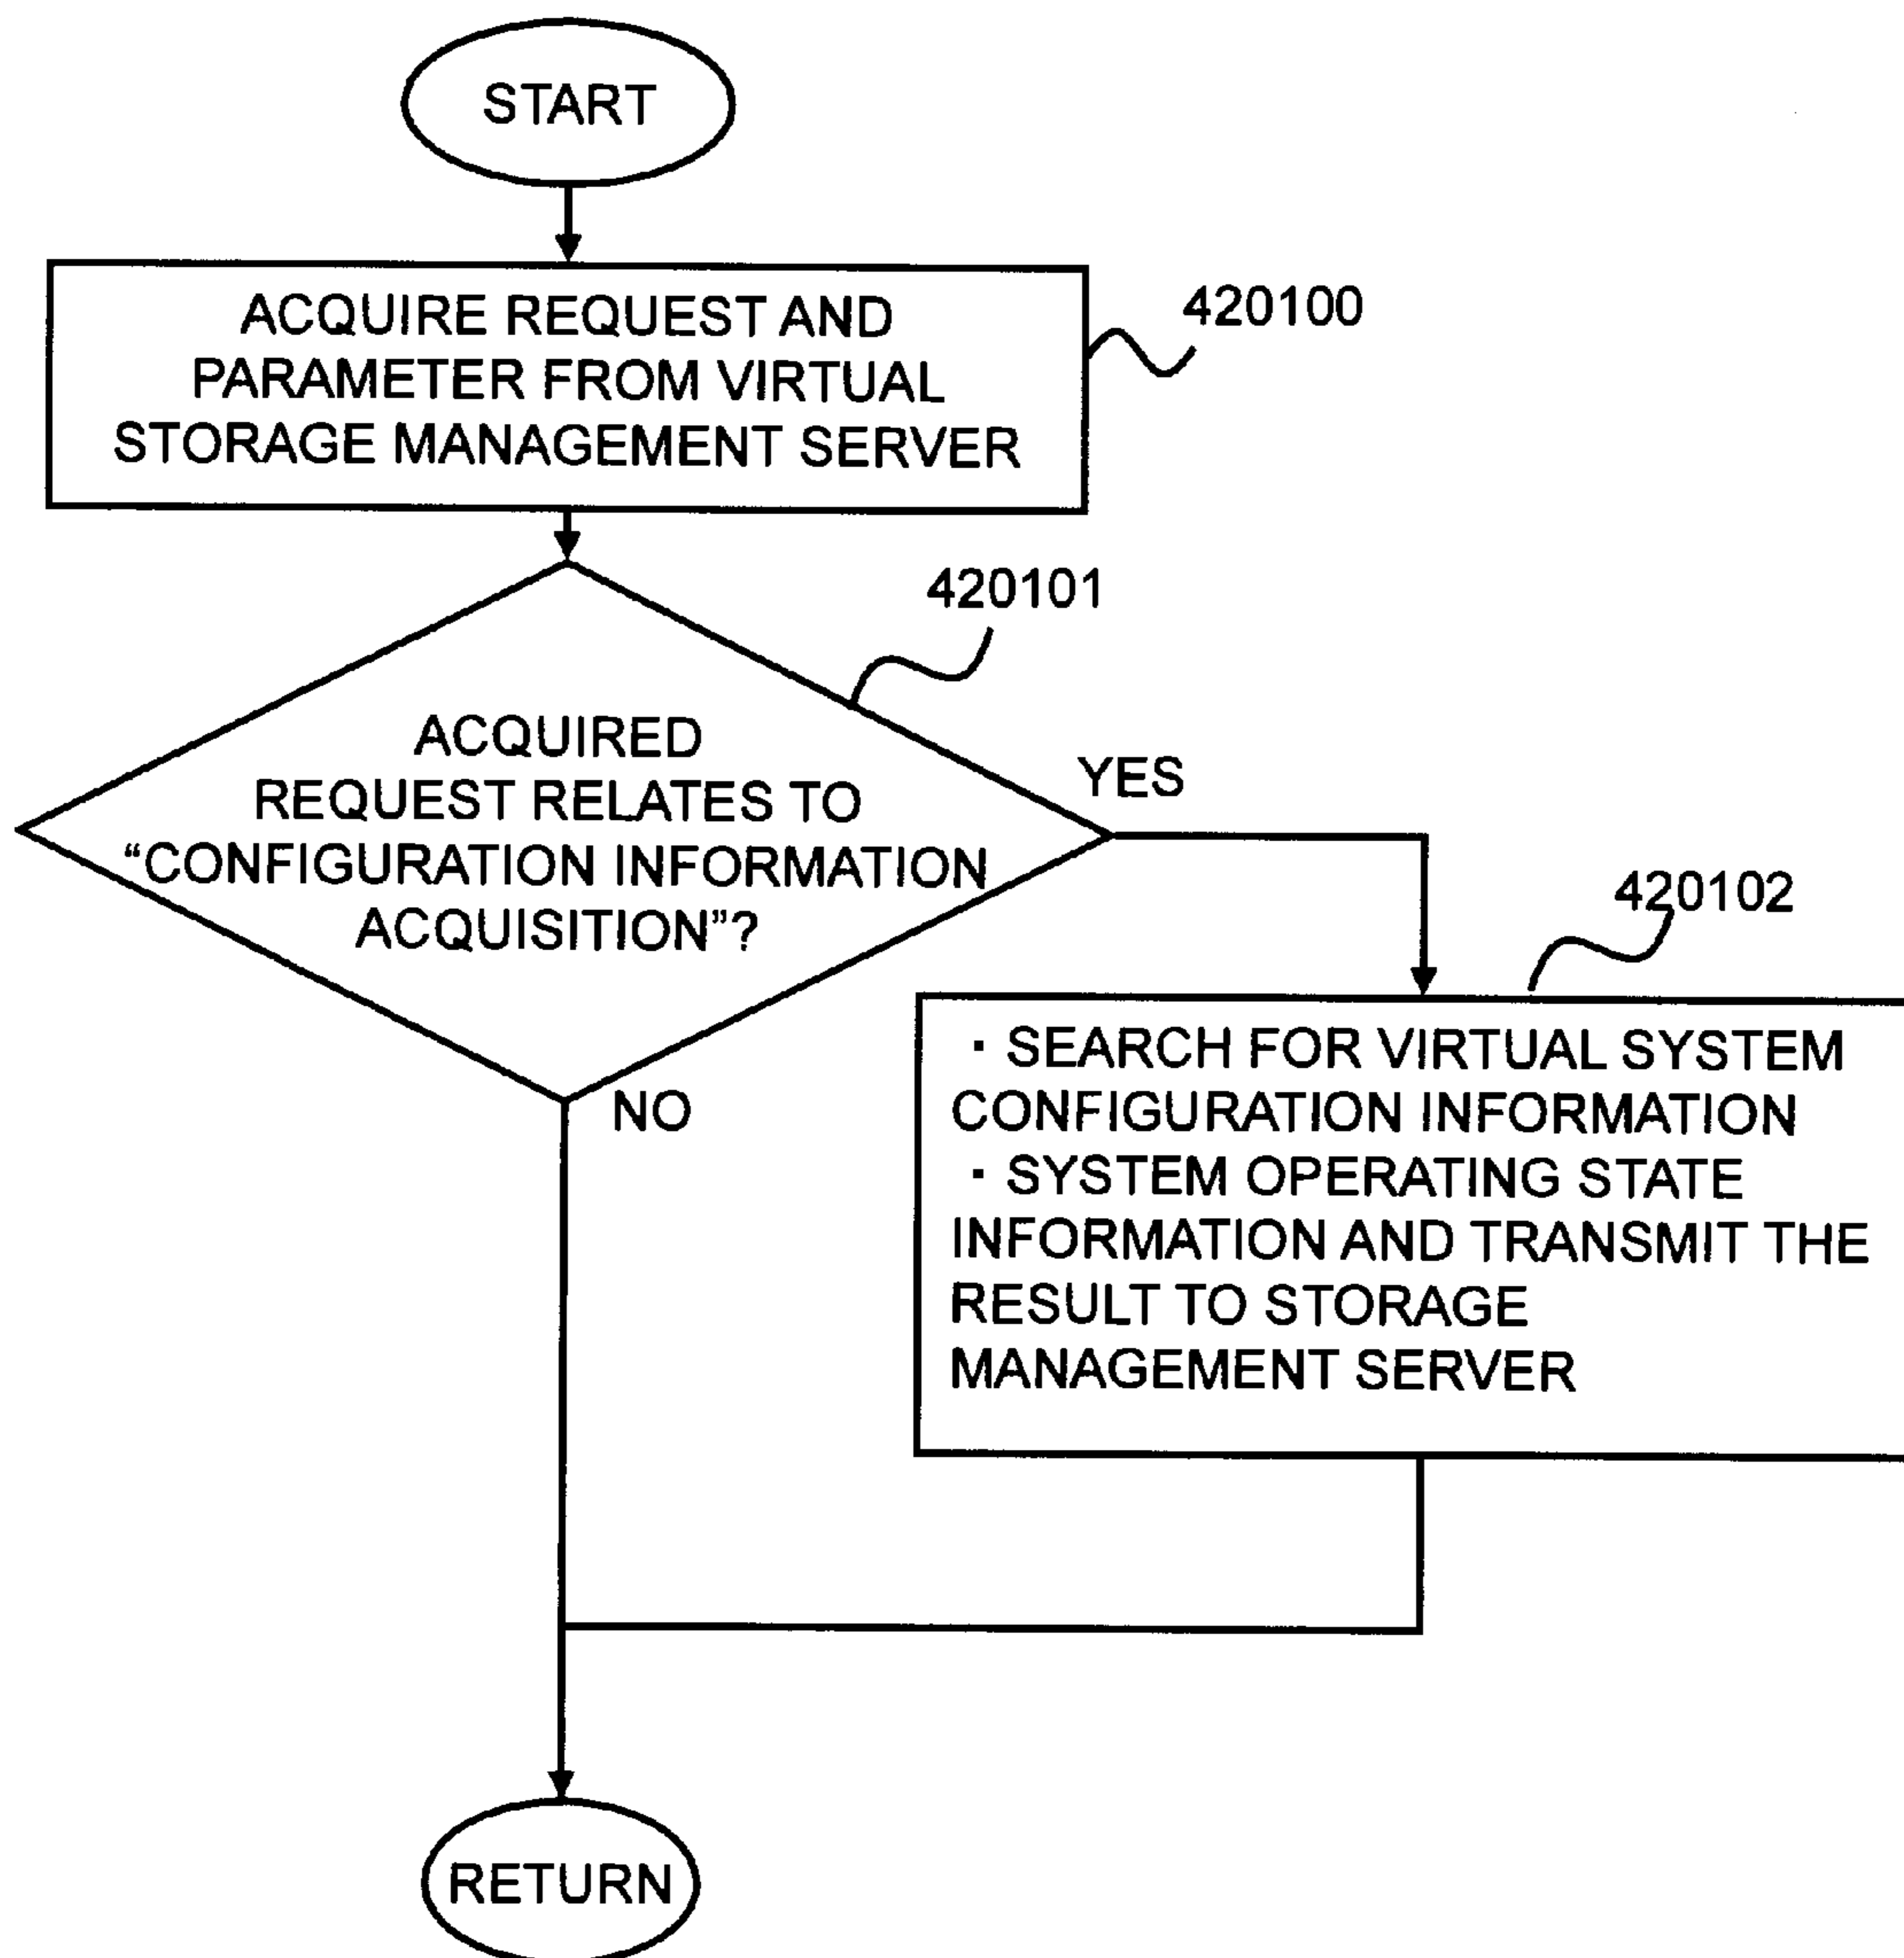 START
ACQUIRE REQUEST AND
PARAMETER FROM VIRTUAL
STORAGE MANAGEMENT SERVER
420100
420101
ACQUIRED
REQUEST RELATES TO
“CONFIGURATION INFORMATION
ACQUISITION”?
YES
NO
420102
・SEARCH FOR VIRTUAL SYSTEM
CONFIGURATION INFORMATION
・SYSTEM OPERATING STATE
INFORMATION AND TRANSMIT THE
RESULT TO STORAGE
MANAGEMENT SERVER
RETURN